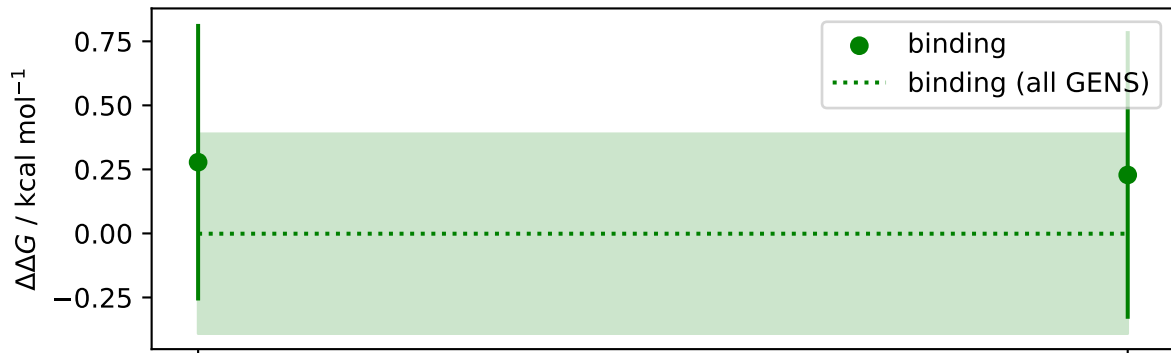 ΔΔG / kcal mol⁻¹
0.75
0.50
0.25
0.00
−0.25
binding
binding (all GENS)